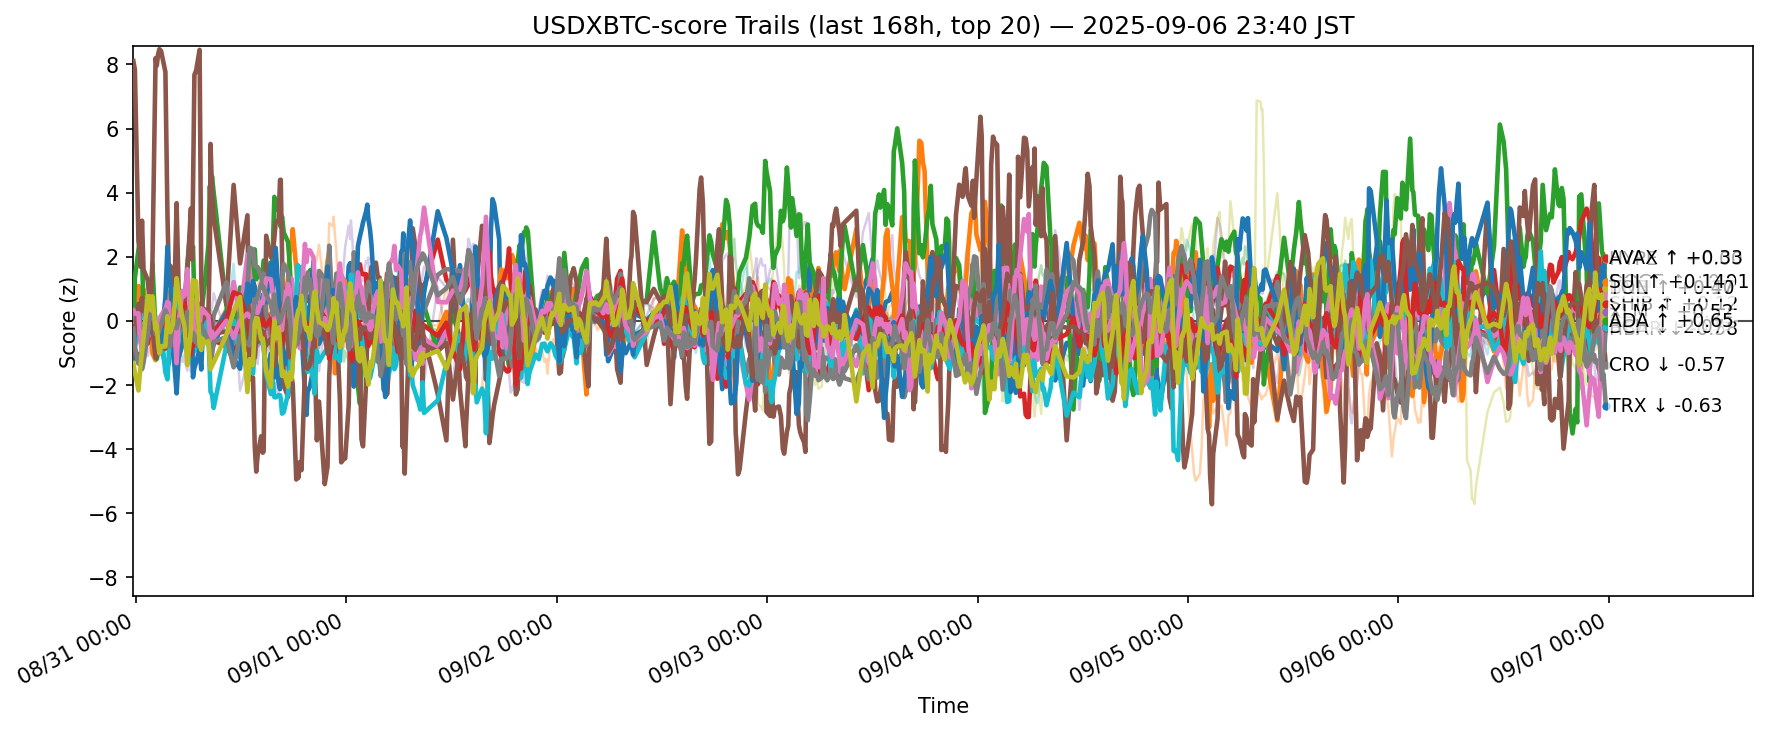 USDXBTC-score Trails (last 168h, top 20) — 2025-09-06 23:40 JST
Score (z)
8
6
4
2
0
−2
−4
−6
−8
AVAX ↑ +0.33
SUI ↑
XLM ↑
ADA ↑ +0.65
CRO ↓ -0.57
TRX ↓ -0.63
08/31 00:00
09/01 00:00
09/02 00:00
09/03 00:00
09/04 00:00
09/05 00:00
09/06 00:00
09/07 00:00
Time